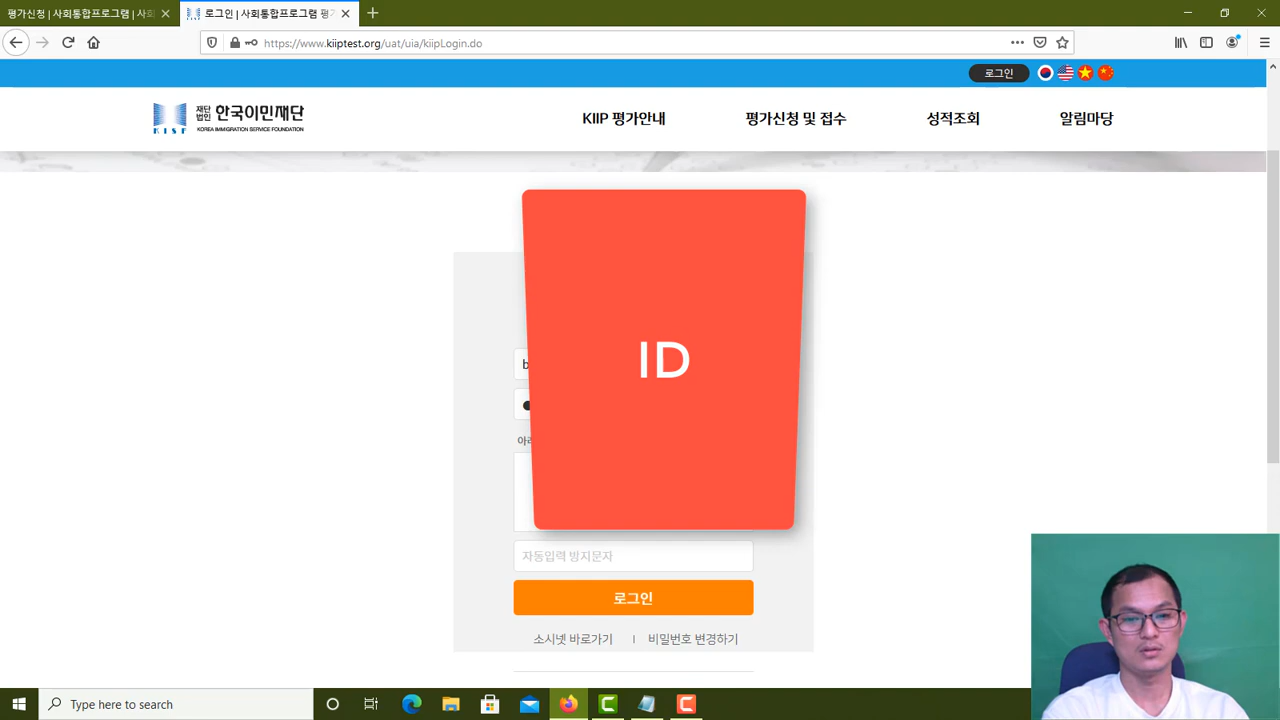 평가신청 | 사회통합프로그램 | 사회
로그인 | 사회통합프로그램 평가
https://www.kiiptest.org/uat/uia/kiipLogin.do
로그인
재단법인 한국이민재단
KISF KOREA IMMIGRATION SERVICE FOUNDATION
KIIP 평가안내
평가신청 및 접수
성적조회
알림마당
ID
b
자동입력 방지문자
로그인
소시넷 바로가기 | 비밀번호 변경하기
Type here to search